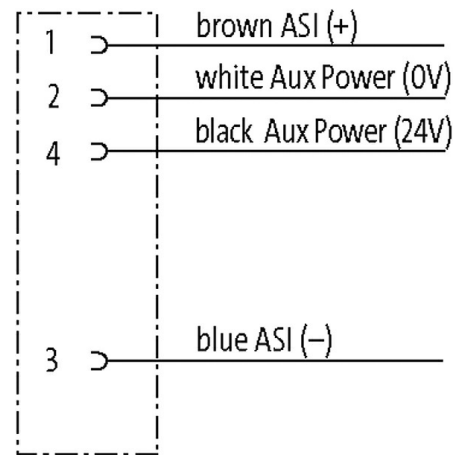 brown ASI (+)
1
white Aux Power (0V)
2
black Aux Power (24V)
4
blue ASI (–)
3